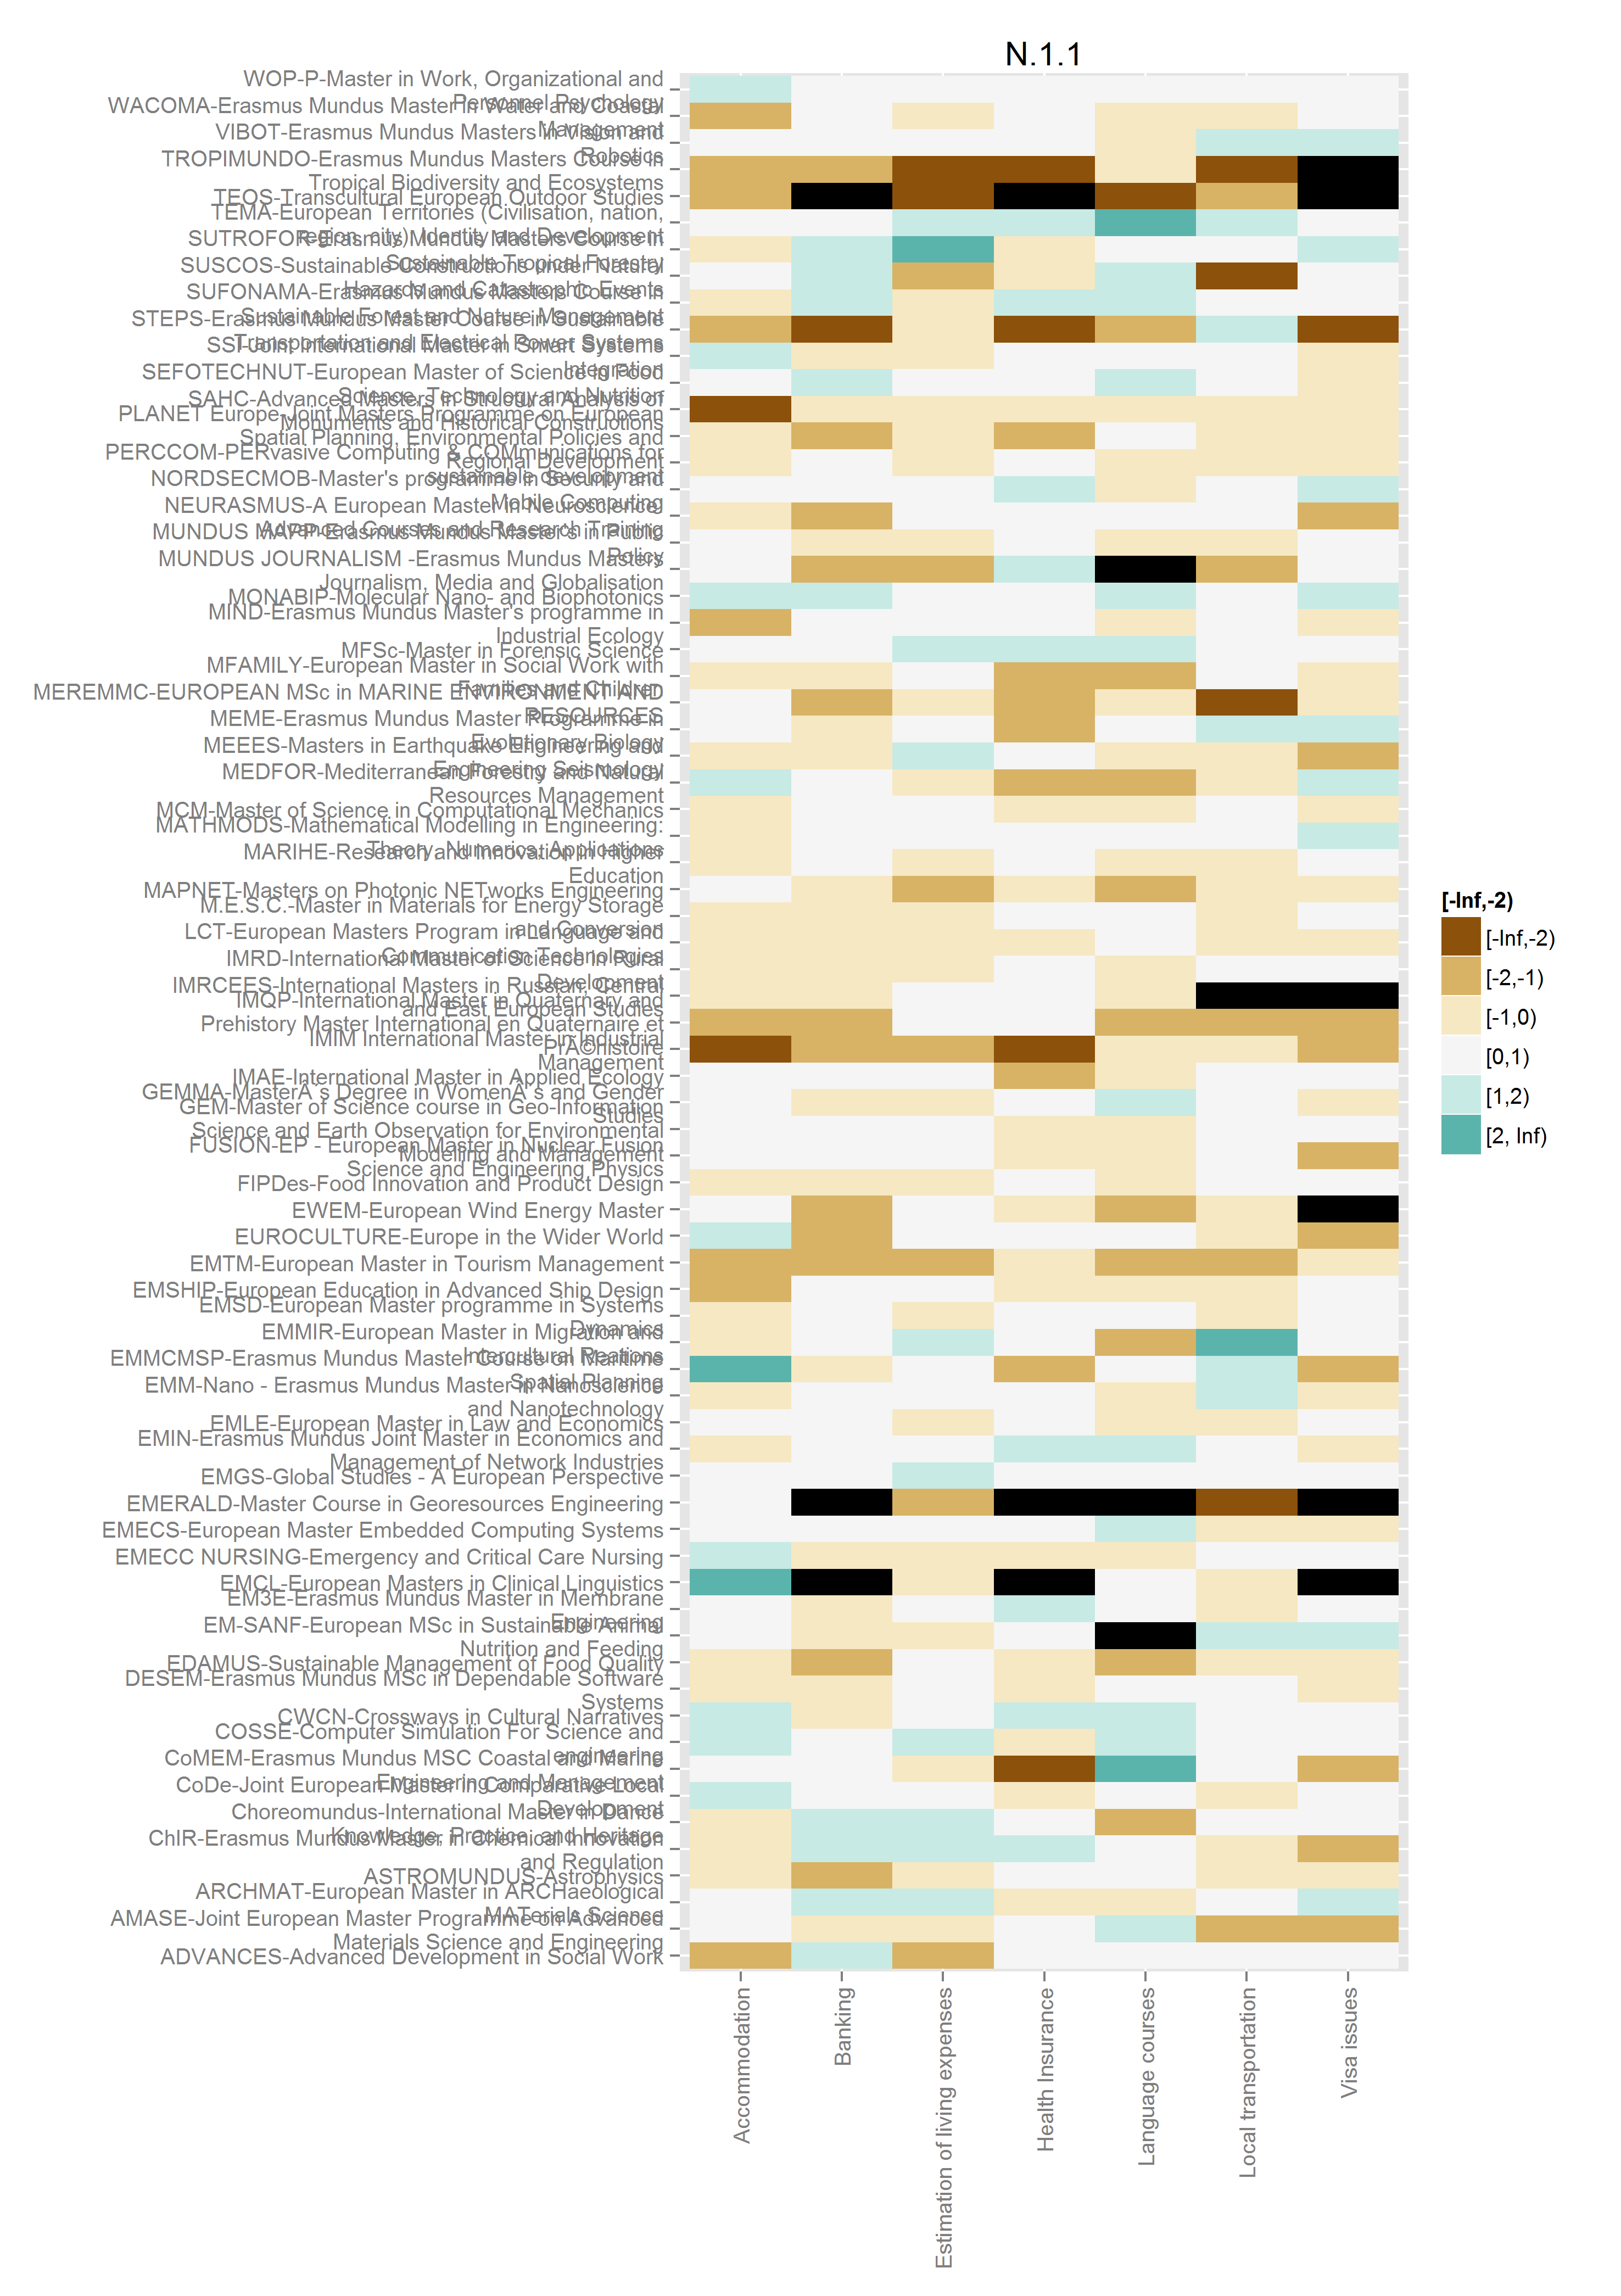 N.1.1
WOP-P-Master in Work, Organizational and
Personnel Psychology
WACOMA-Erasmus Mundus Master in Water and Coastal
Management
VIBOT-Erasmus Mundus Masters in Vision and
Robotics
TROPIMUNDO-Erasmus Mundus Masters Course in
Tropical Biodiversity and Ecosystems
TEOS-Transcultural European Outdoor Studies
TEMA-European Territories (Civilisation, nation,
region, city) Identity and Development
SUTROFOR-Erasmus Mundus Masters Course in
Sustainable Tropical Forestry
SUSCOS-Sustainable Constructions under Natural
Hazards and Catastrophic Events
SUFONAMA-Erasmus Mundus Masters Course in
Sustainable Forest and Nature Management
STEPS-Erasmus Mundus Master Course in Sustainable
Transportation and Electrical Power Systems
SSI-Joint International Master in Smart Systems
Integration
SEFOTECHNUT-European Master of Science in Food
Science, Technology and Nutrition
SAHC-Advanced Masters in Structural Analysis of
Monuments and Historical Constructions
PLANET Europe-Joint Masters Programme on European
Spatial Planning, Environmental Policies and
Regional Development
PERCCOM-PERvasive Computing & COMmunications for
sustainable development
NORDSECMOB-Master's programme in Security and
Mobile Computing
NEURASMUS-A European Master in Neuroscience:
Advanced Courses and Research Training
MUNDUS MAPP-Erasmus Mundus Master's in Public
Policy
MUNDUS JOURNALISM -Erasmus Mundus Masters
Journalism, Media and Globalisation
MONABIP-Molecular Nano- and Biophotonics
MIND-Erasmus Mundus Master's programme in
Industrial Ecology
MFSc-Master in Forensic Science
MFAMILY-European Master in Social Work with
Families and Children
MEREMMC-EUROPEAN MSc in MARINE ENVIRONMENT AND
RESOURCES
MEME-Erasmus Mundus Master Programme in
Evolutionary Biology
MEEES-Masters in Earthquake Engineering and
Engineering Seismology
MEDFOR-Mediterranean Forestry and Natural
Resources Management
MCM-Master of Science in Computational Mechanics
MATHMODS-Mathematical Modelling in Engineering:
Theory, Numerics, Applications
MARIHE-Research and Innovation in Higher
Education
MAPNET-Masters on Photonic NETworks Engineering
M.E.S.C.-Master in Materials for Energy Storage
and Conversion
LCT-European Masters Program in Language and
Communication Technologies
IMRD-International Master of Science in Rural
Development
IMRCEES-International Masters in Russian, Central
and East European Studies
IMQP-International Master in Quaternary and
Prehistory Master International en Quaternaire et
PrÃ©histoire
IMIM International Master in Industrial
Management
IMAE-International Master in Applied Ecology
GEMMA-MasterÂ´s Degree in WomenÂ´s and Gender
Studies
GEM-Master of Science course in Geo-Information
Science and Earth Observation for Environmental
Modelling and Management
FUSION-EP - European Master in Nuclear Fusion
Science and Engineering Physics
FIPDes-Food Innovation and Product Design
EWEM-European Wind Energy Master
EUROCULTURE-Europe in the Wider World
EMTM-European Master in Tourism Management
EMSHIP-European Education in Advanced Ship Design
EMSD-European Master programme in Systems
Dynamics
EMMIR-European Master in Migration and
Intercultural Reations
EMMCMSP-Erasmus Mundus Master Course on Maritime
Spatial Planning
EMM-Nano - Erasmus Mundus Master in Nanoscience
and Nanotechnology
EMLE-European Master in Law and Economics
EMIN-Erasmus Mundus Joint Master in Economics and
Management of Network Industries
EMGS-Global Studies - A European Perspective
EMERALD-Master Course in Georesources Engineering
EMECS-European Master Embedded Computing Systems
EMECC NURSING-Emergency and Critical Care Nursing
EMCL-European Masters in Clinical Linguistics
EM3E-Erasmus Mundus Master in Membrane
Engineering
EM-SANF-European MSc in Sustainable Animal
Nutrition and Feeding
EDAMUS-Sustainable Management of Food Quality
DESEM-Erasmus Mundus MSc in Dependable Software
Systems
CWCN-Crossways in Cultural Narratives
COSSE-Computer Simulation For Science and
engineering
CoMEM-Erasmus Mundus MSC Coastal and Marine
Engineering and Management
CoDe-Joint European Master in Comparative Local
Development
Choreomundus-International Master in Dance
Knowledge, Practice, and Heritage
ChIR-Erasmus Mundus Master in Chemical Innovation
and Regulation
ASTROMUNDUS-Astrophysics
ARCHMAT-European Master in ARCHaeological
MATerials Science
AMASE-Joint European Master Programme on Advanced
Materials Science and Engineering
ADVANCES-Advanced Development in Social Work
Accommodation
Banking
Estimation of living expenses
Health Insurance
Language courses
Local transportation
Visa issues
[-Inf,-2)
[-Inf,-2)
[-2,-1)
[-1,0)
[0,1)
[1,2)
[2, Inf)